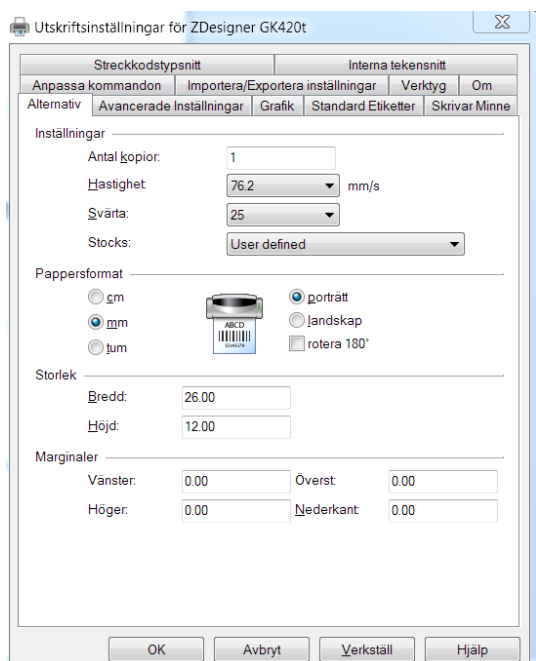 Utskriftsinställningar för ZDesigner GK420t
Streckkodstypsnitt Interna tekensnitt
Anpassa kommandon Importera/Exportera inställningar Verktyg Om
Alternativ Avancerade Inställningar Grafik Standard Etiketter Skrivar Minne
Inställningar
Antal kopior: 1
Hastighet: 76.2 mm/s
Svärta: 25
Stocks: User defined
Pappersformat
cm porträtt
mm landskap
tum rotera 180°
ABCD
Storlek
Bredd: 26.00
Höjd: 12.00
Marginaler
Vänster: 0.00 Överst: 0.00
Höger: 0.00 Nederkant: 0.00
OK Avbryt Verkställ Hjälp